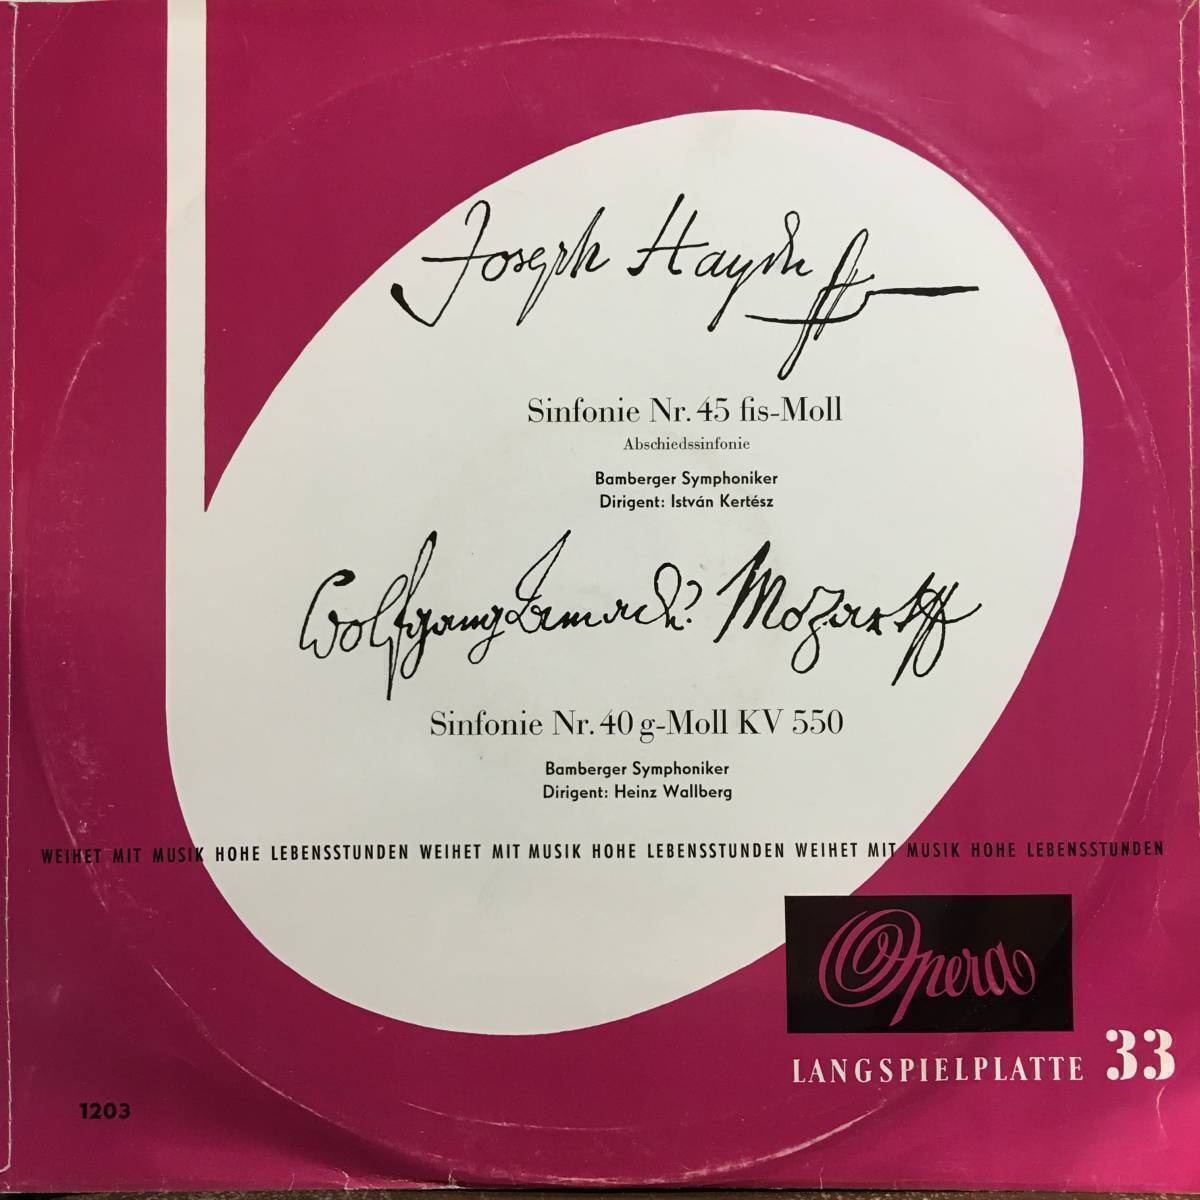 Joseph Haydn
Sinfonie Nr. 45 fis-Moll
Abschiedssinfonie
Bamberger Symphoniker
Dirigent: István Kertész
Wolfgang Amadé Mozart
Sinfonie Nr. 40 g-Moll KV 550
Bamberger Symphoniker
Dirigent: Heinz Wallberg
WEIHET MIT MUSIK HOHE LEBENSSTUNDEN WEIHET MIT MUSIK HOHE LEBENSSTUNDEN WEIHET MIT MUSIK HOHE LEBENSSTUNDEN
Opera
LANGSPIELPLATTE 33
1203